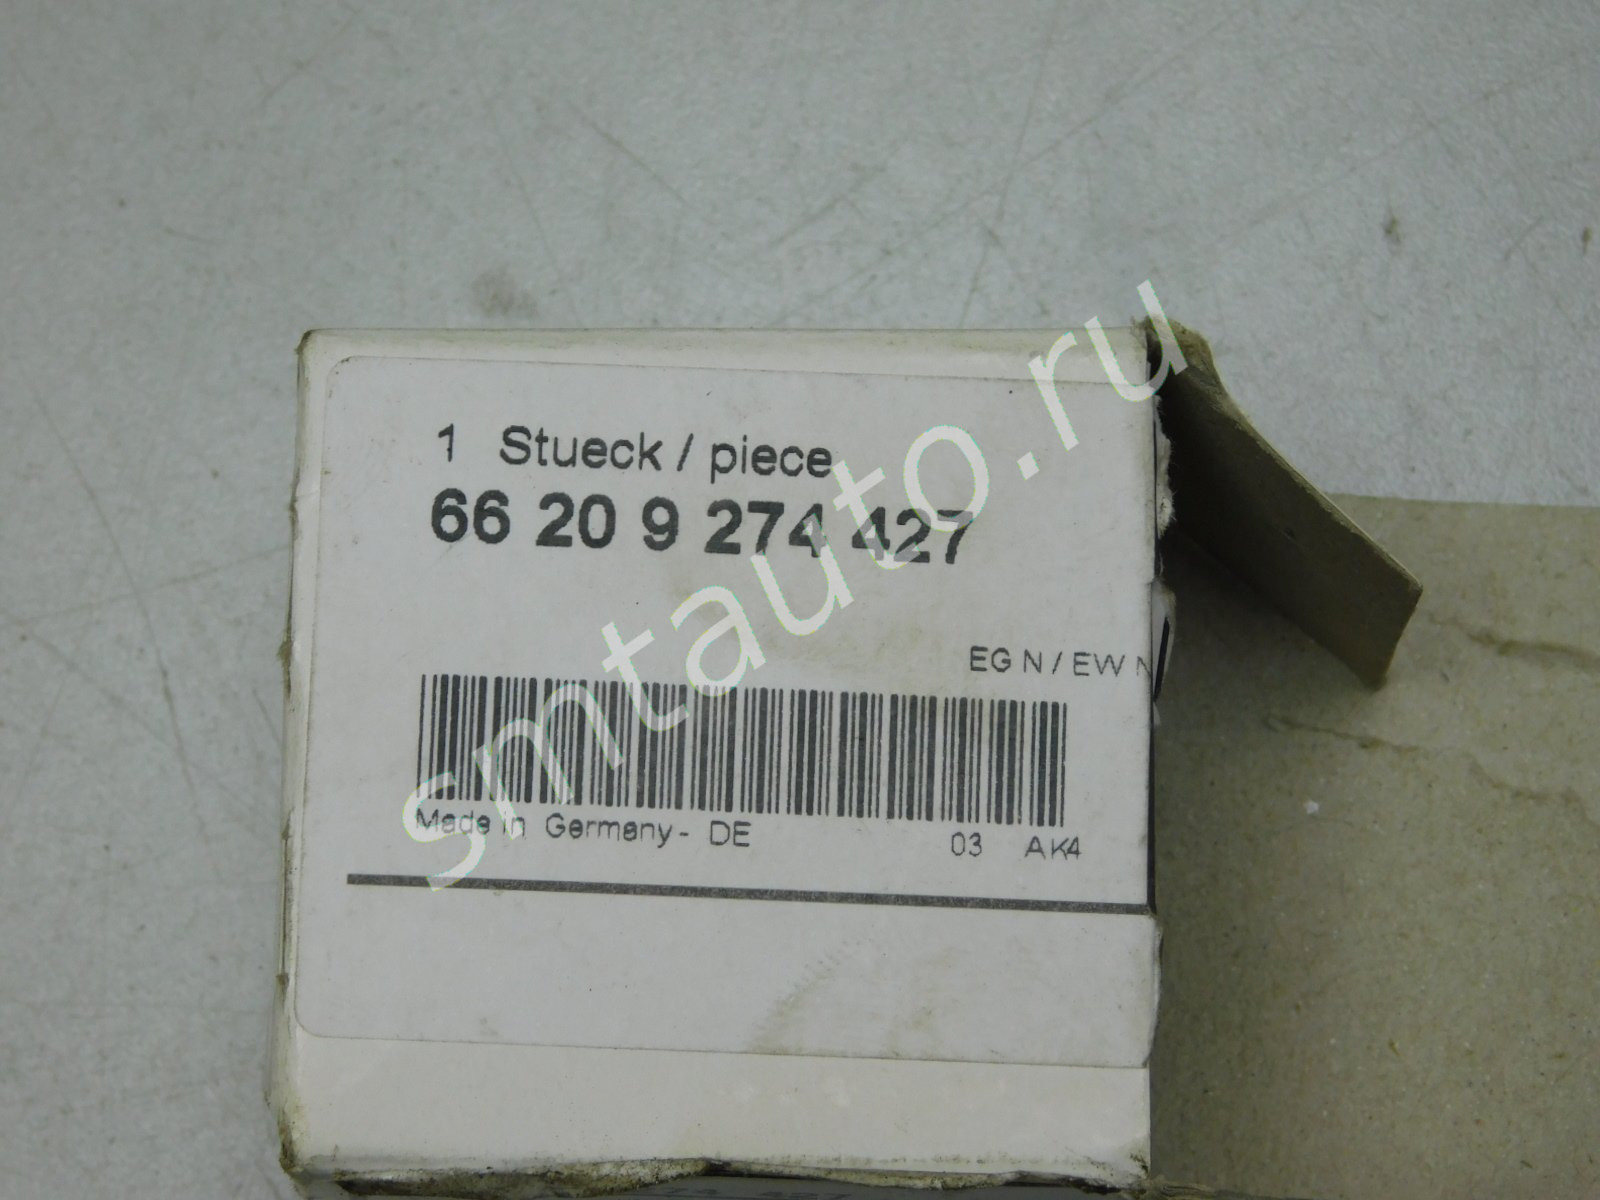 1 Stueck / piece
66 20 9 274 427
EG N / EW N
Made in Germany - DE 03 AK4
smtauto.ru